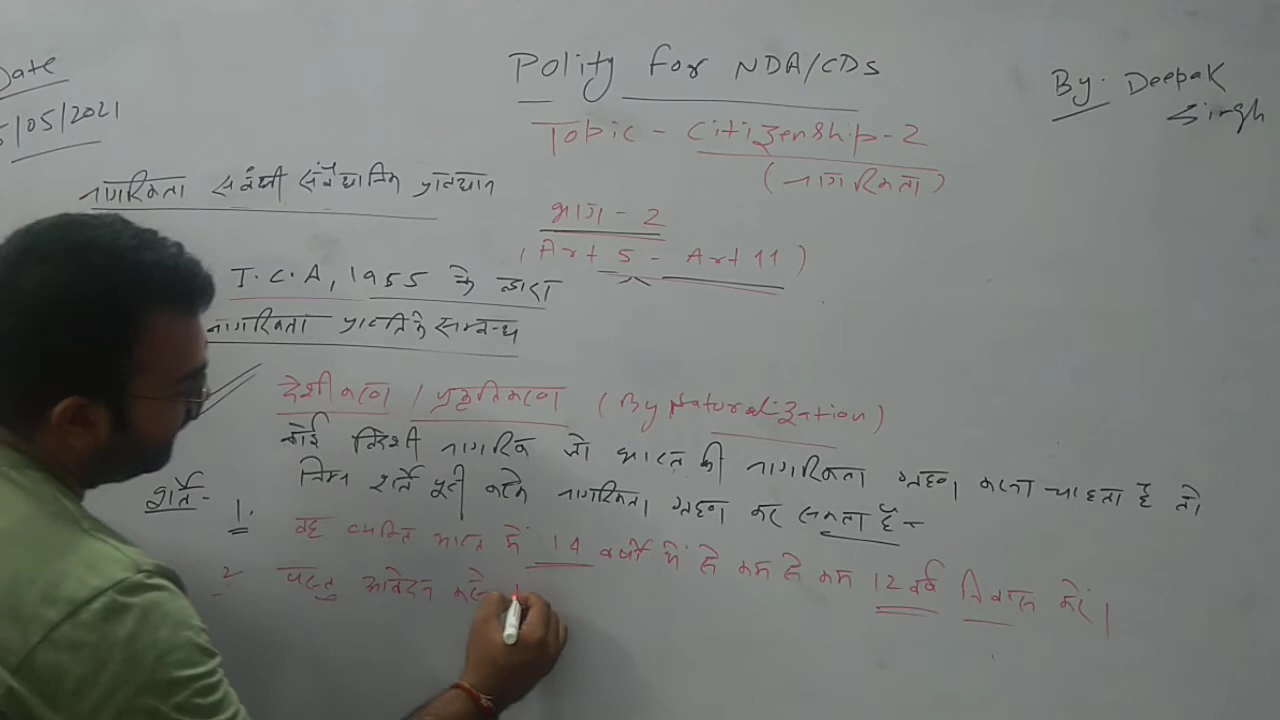 Date
5/05/2021
Polity for NDA/CDS
By: Deepak Singh
Topic - Citizenship-2
(नागरिकता)
नागरिकता संबंधी संवैधानिक प्रावधान
भाग - 2
(Art 5 - Art 11)
I.C.A, 1955 के द्वारा
नागरिकता प्राप्ति के सम्बन्ध
देशीकरण / प्रकृतिकरण (By Naturalization)
कोई विदेशी नागरिक जो भारत की नागरिकता ग्रहण करना चाहता है तो
निम्न शर्तें पूरी करके नागरिकता ग्रहण कर सकता है -
शर्तें -
1. वह व्यक्ति भारत में 14 वर्षों में से कम से कम 12 वर्ष निवास करें।
2 परन्तु आवेदन करने